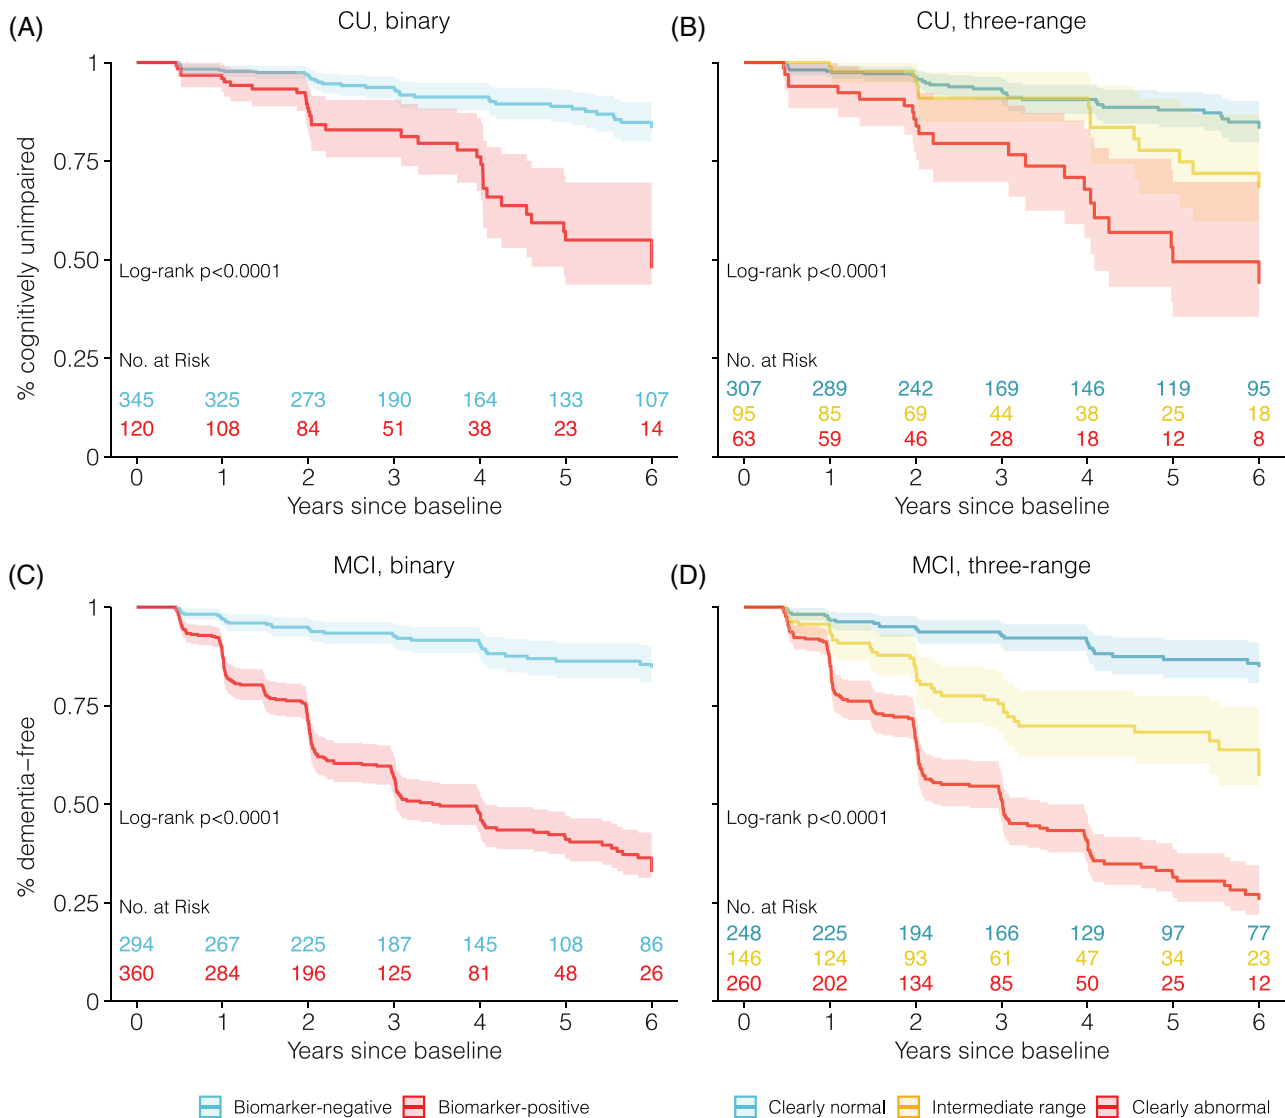 (A) CU, binary
% cognitively unimpaired
1
0.75
0.50
0.25
0
Log-rank p<0.0001
No. at Risk
345 325 273 190 164 133 107
120 108 84 51 38 23 14
0 1 2 3 4 5 6
Years since baseline
(B) CU, three-range
Log-rank p<0.0001
No. at Risk
307 289 242 169 146 119 95
95 85 69 44 38 25 18
63 59 46 28 18 12 8
0 1 2 3 4 5 6
Years since baseline
(C) MCI, binary
% dementia-free
1
0.75
0.50
0.25
0
Log-rank p<0.0001
No. at Risk
294 267 225 187 145 108 86
360 284 196 125 81 48 26
0 1 2 3 4 5 6
Years since baseline
(D) MCI, three-range
Log-rank p<0.0001
No. at Risk
248 225 194 166 129 97 77
146 124 93 61 47 34 23
260 202 134 85 50 25 12
0 1 2 3 4 5 6
Years since baseline
Biomarker-negative Biomarker-positive
Clearly normal Intermediate range Clearly abnormal